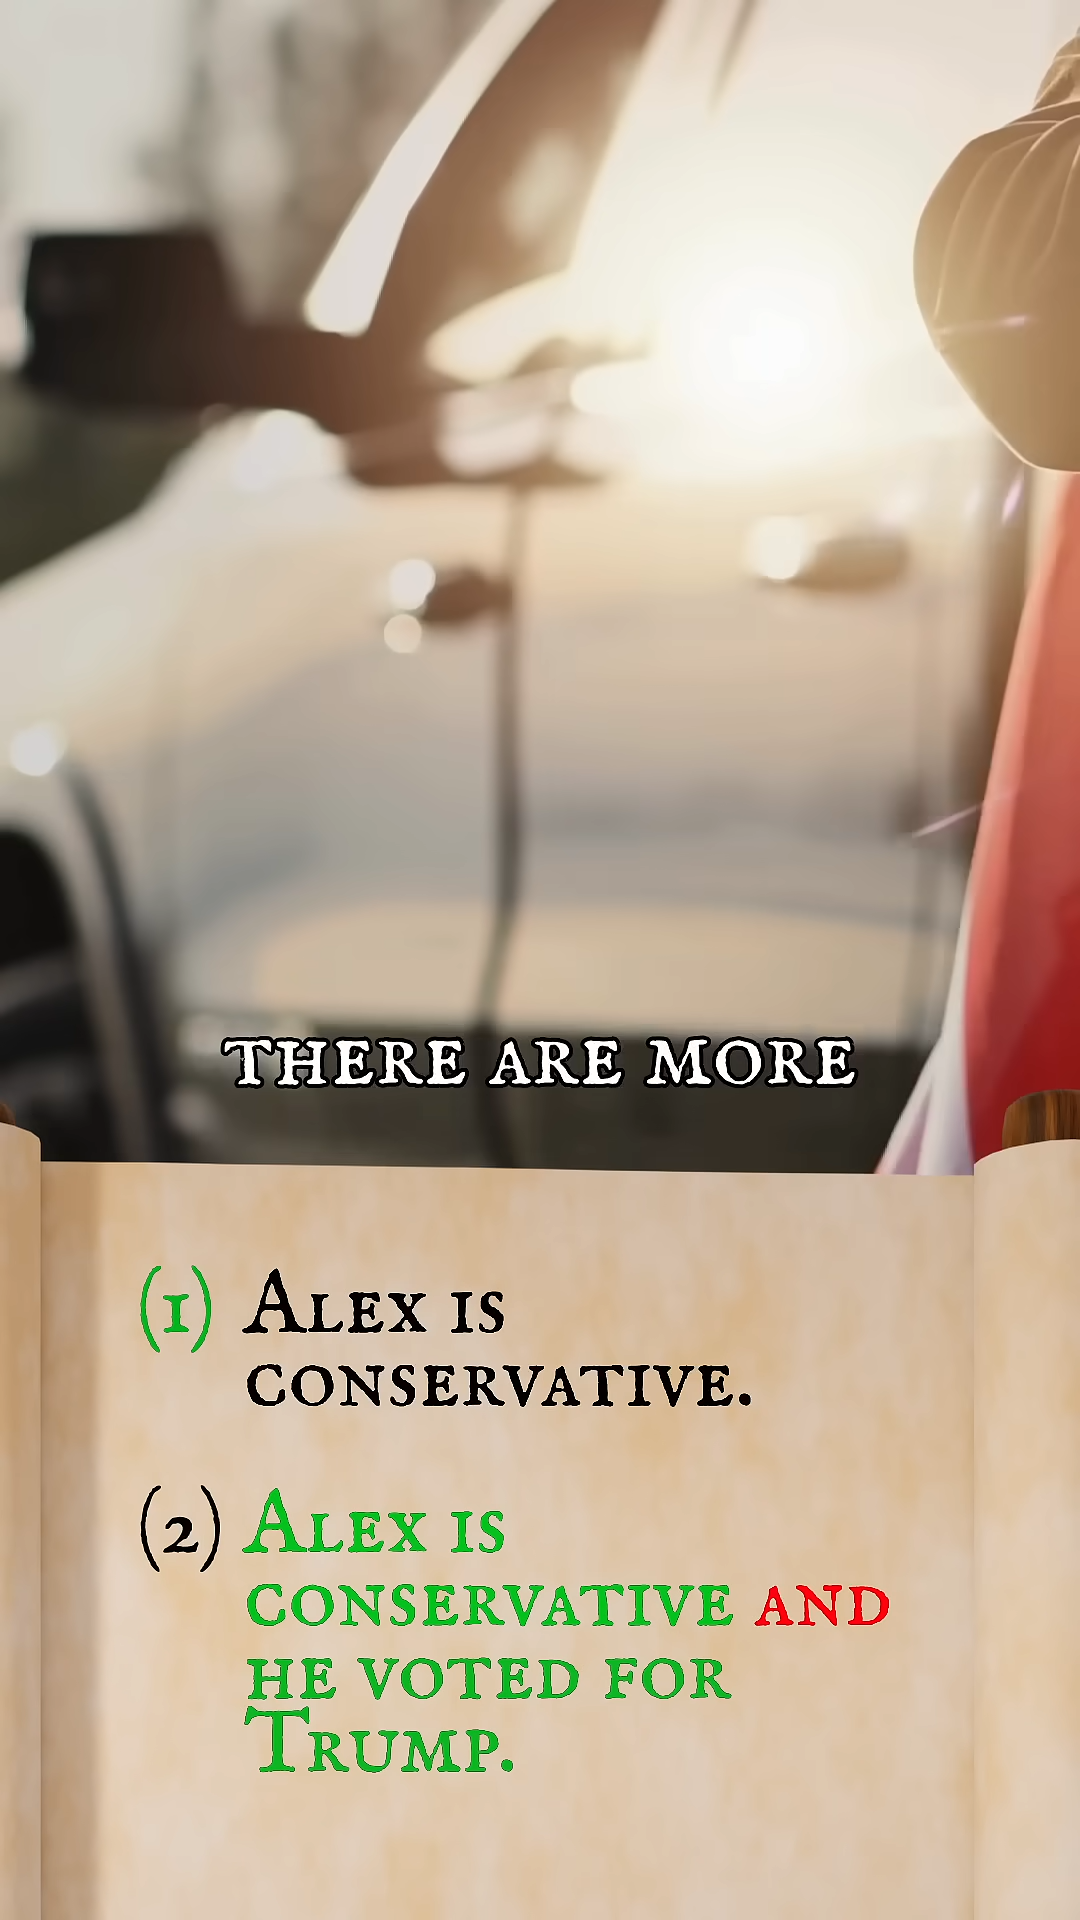 THERE ARE MORE
(1) ALEX IS
CONSERVATIVE.
(2) ALEX IS
CONSERVATIVE AND
HE VOTED FOR
TRUMP.